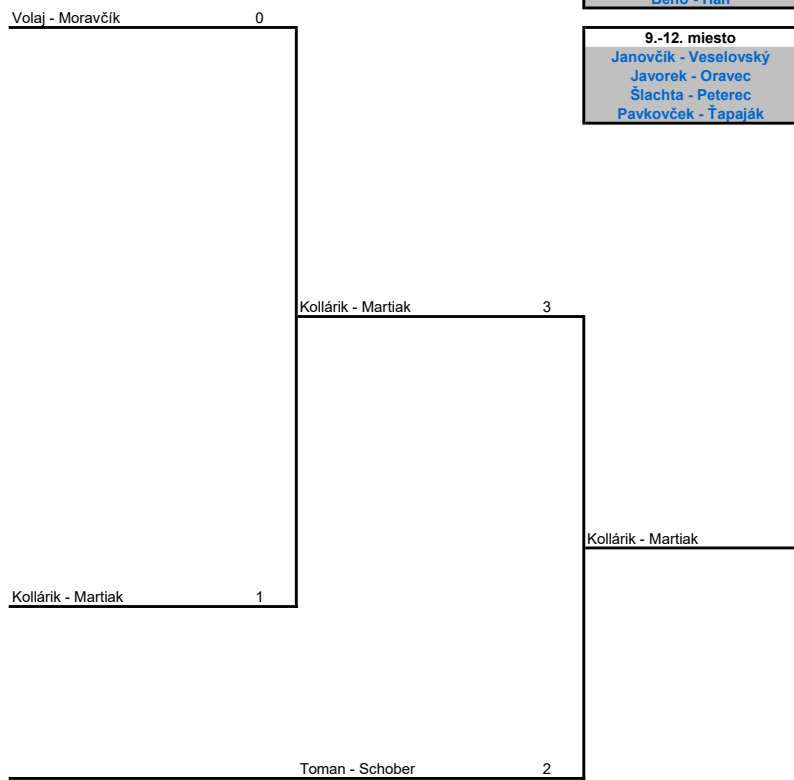 Volaj - Moravčík 0
9.-12. miesto
Janovčík - Veselovský
Javorek - Oravec
Šlachta - Peterec
Pavkovček - Ťapaják
Kollárik - Martiak 3
Kollárik - Martiak
Kollárik - Martiak 1
Toman - Schober 2